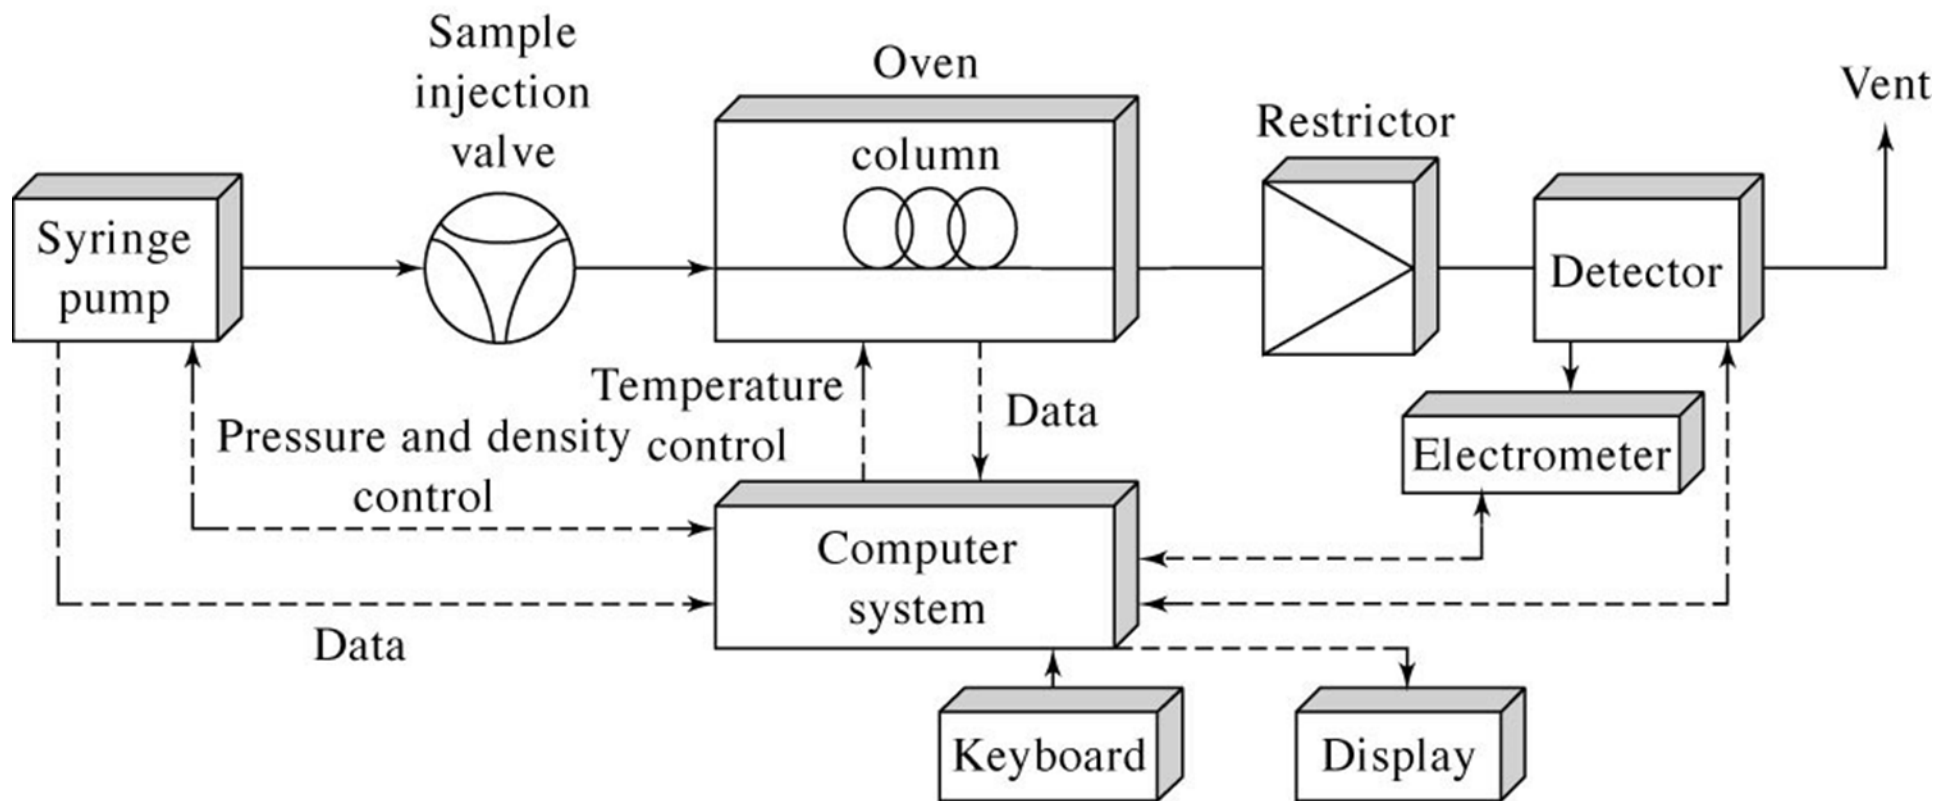 Sample
injection
valve
Oven
column
Restrictor
Vent
Syringe
pump
Detector
Temperature
control
Data
Pressure and density
control
Electrometer
Computer
system
Data
Keyboard
Display